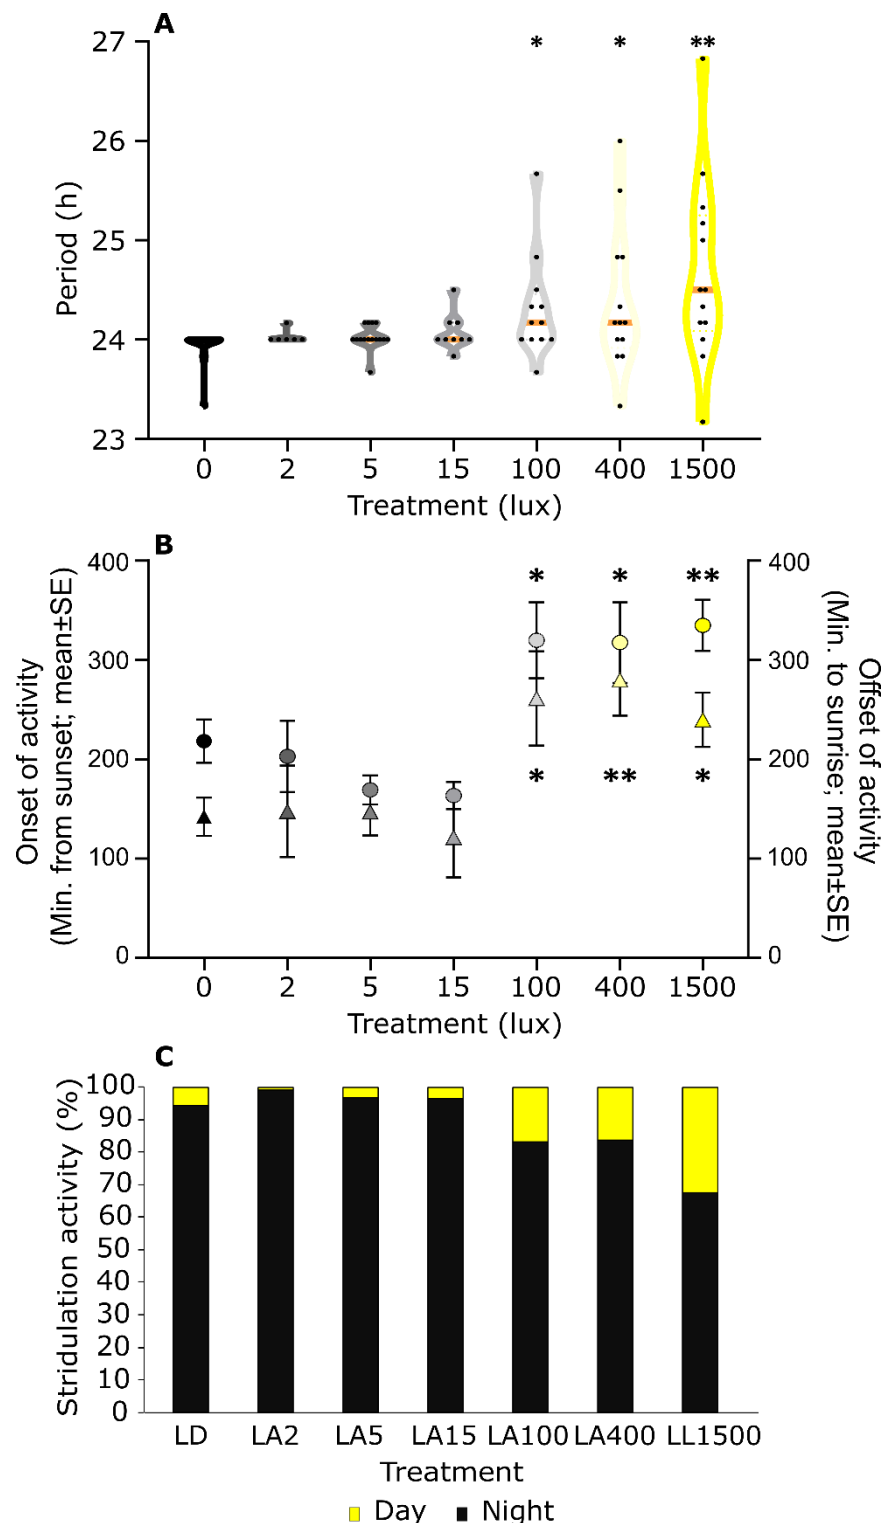 A
* * **
27
26
25
24
23
Period (h)
0 2 5 15 100 400 1500
Treatment (lux)
B
400 400
300 300
200 200
100 100
0 0
* * **
* ** *
Onset of activity
(Min. from sunset; mean±SE)
Offset of activity
(Min. to sunrise; mean±SE)
0 2 5 15 100 400 1500
Treatment (lux)
C
100
90
80
70
60
50
40
30
20
10
0
Stridulation activity (%)
LD LA2 LA5 LA15 LA100 LA400 LL1500
Treatment
Day Night